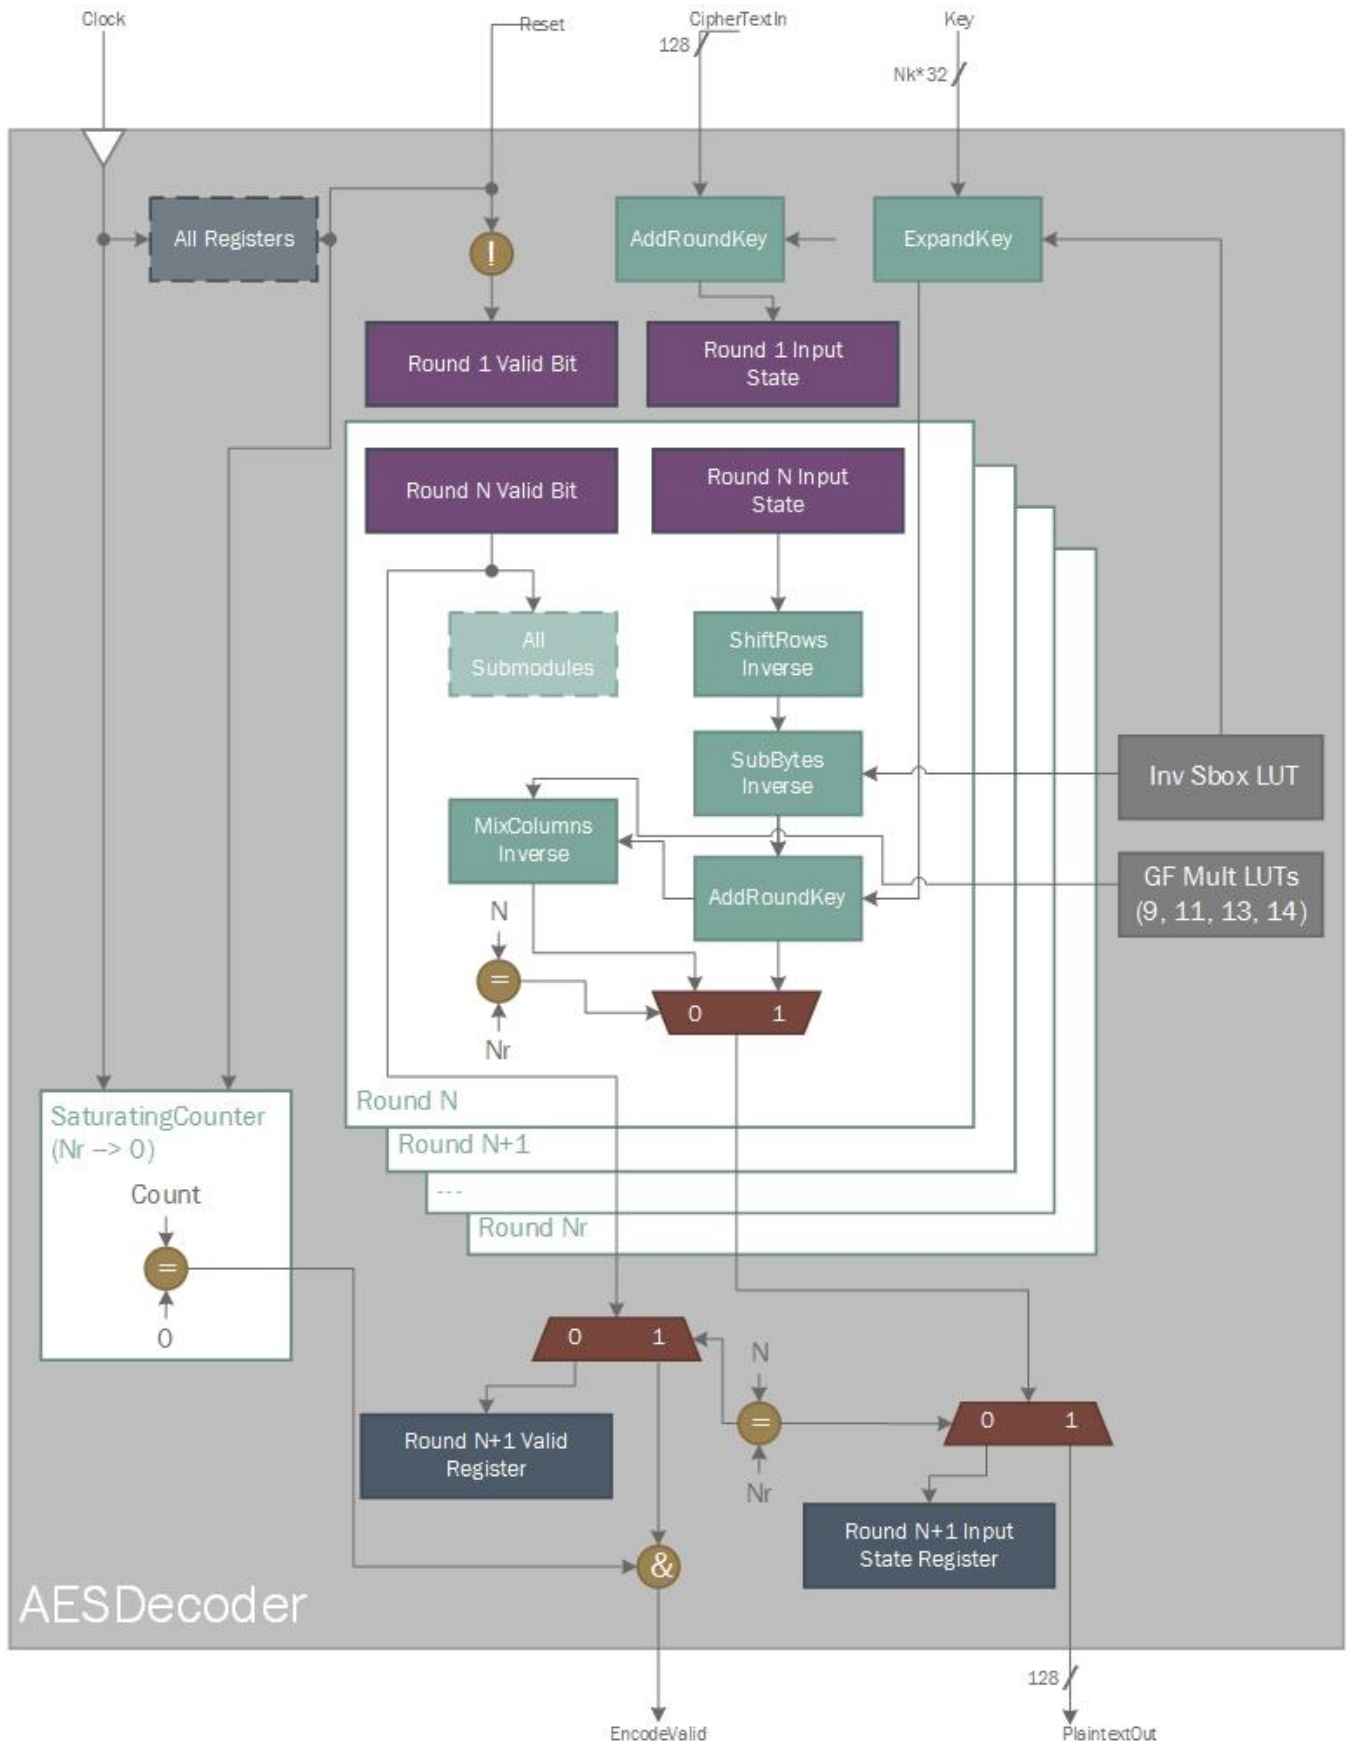 Clock
Reset
CipherTextIn
Key
128
Nk*32
All Registers
!
AddRoundKey
ExpandKey
Round 1 Valid Bit
Round 1 Input
State
Round N Valid Bit
Round N Input
State
All
Submodules
ShiftRows
Inverse
SubBytes
Inverse
Inv Sbox LUT
MixColumns
Inverse
AddRoundKey
GF Mult LUTs
(9, 11, 13, 14)
N
=
Nr
0 1
Round N
Round N+1
---
Round Nr
SaturatingCounter
(Nr --> 0)
Count
=
0
0 1
N
=
Nr
0 1
Round N+1 Valid
Register
Round N+1 Input
State Register
&
AESDecoder
128
EncodeValid
PlaintextOut